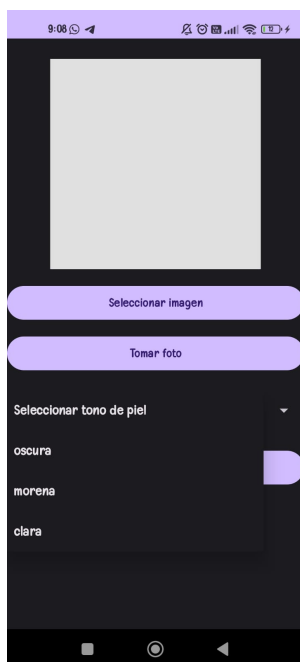 9:08
Seleccionar imagen
Tomar foto
Seleccionar tono de piel
oscura
morena
clara